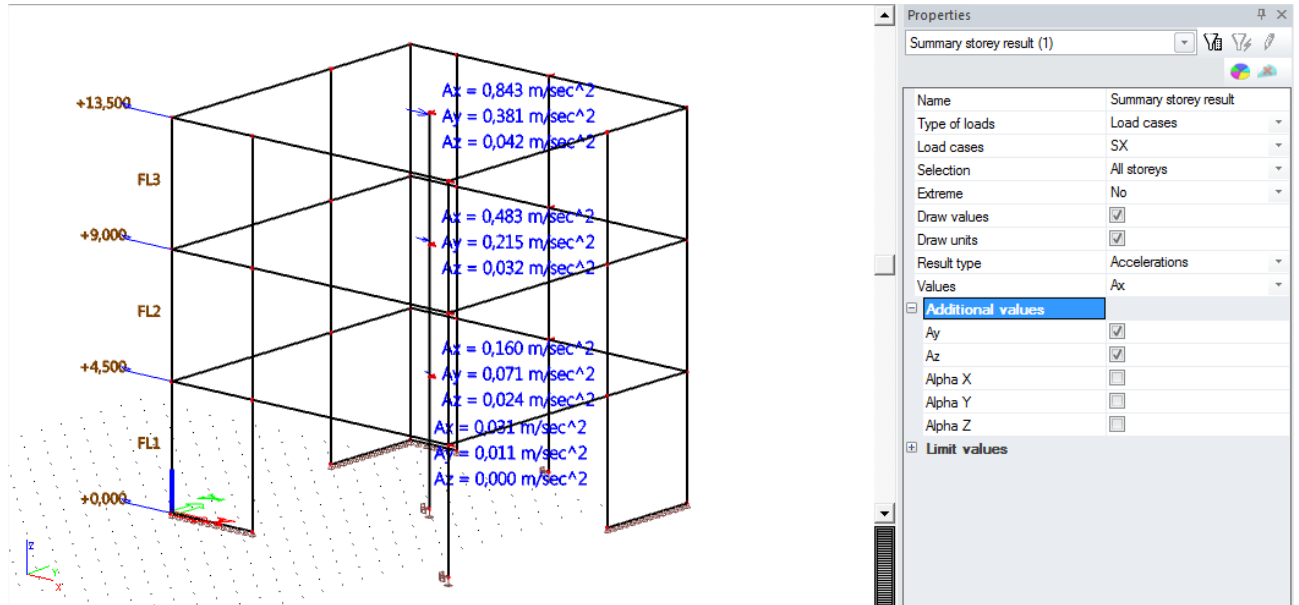 Ax = 0,843 m/sec^2
+13,500
Ay = 0,381 m/sec^2
Az = 0,042 m/sec^2
FL3
Ax = 0,483 m/sec^2
+9,000
Ay = 0,215 m/sec^2
Az = 0,032 m/sec^2
FL2
Ax = 0,160 m/sec^2
+4,500
Ay = 0,071 m/sec^2
Az = 0,024 m/sec^2
Ax = 0,031 m/sec^2
FL1
Ay = 0,011 m/sec^2
Az = 0,000 m/sec^2
+0,000
Z
Y
X
Properties
Summary storey result (1)
Name Summary storey result
Type of loads Load cases
Load cases SX
Selection All storeys
Extreme No
Draw values
Draw units
Result type Accelerations
Values Ax
Additional values
Ay
Az
Alpha X
Alpha Y
Alpha Z
Limit values